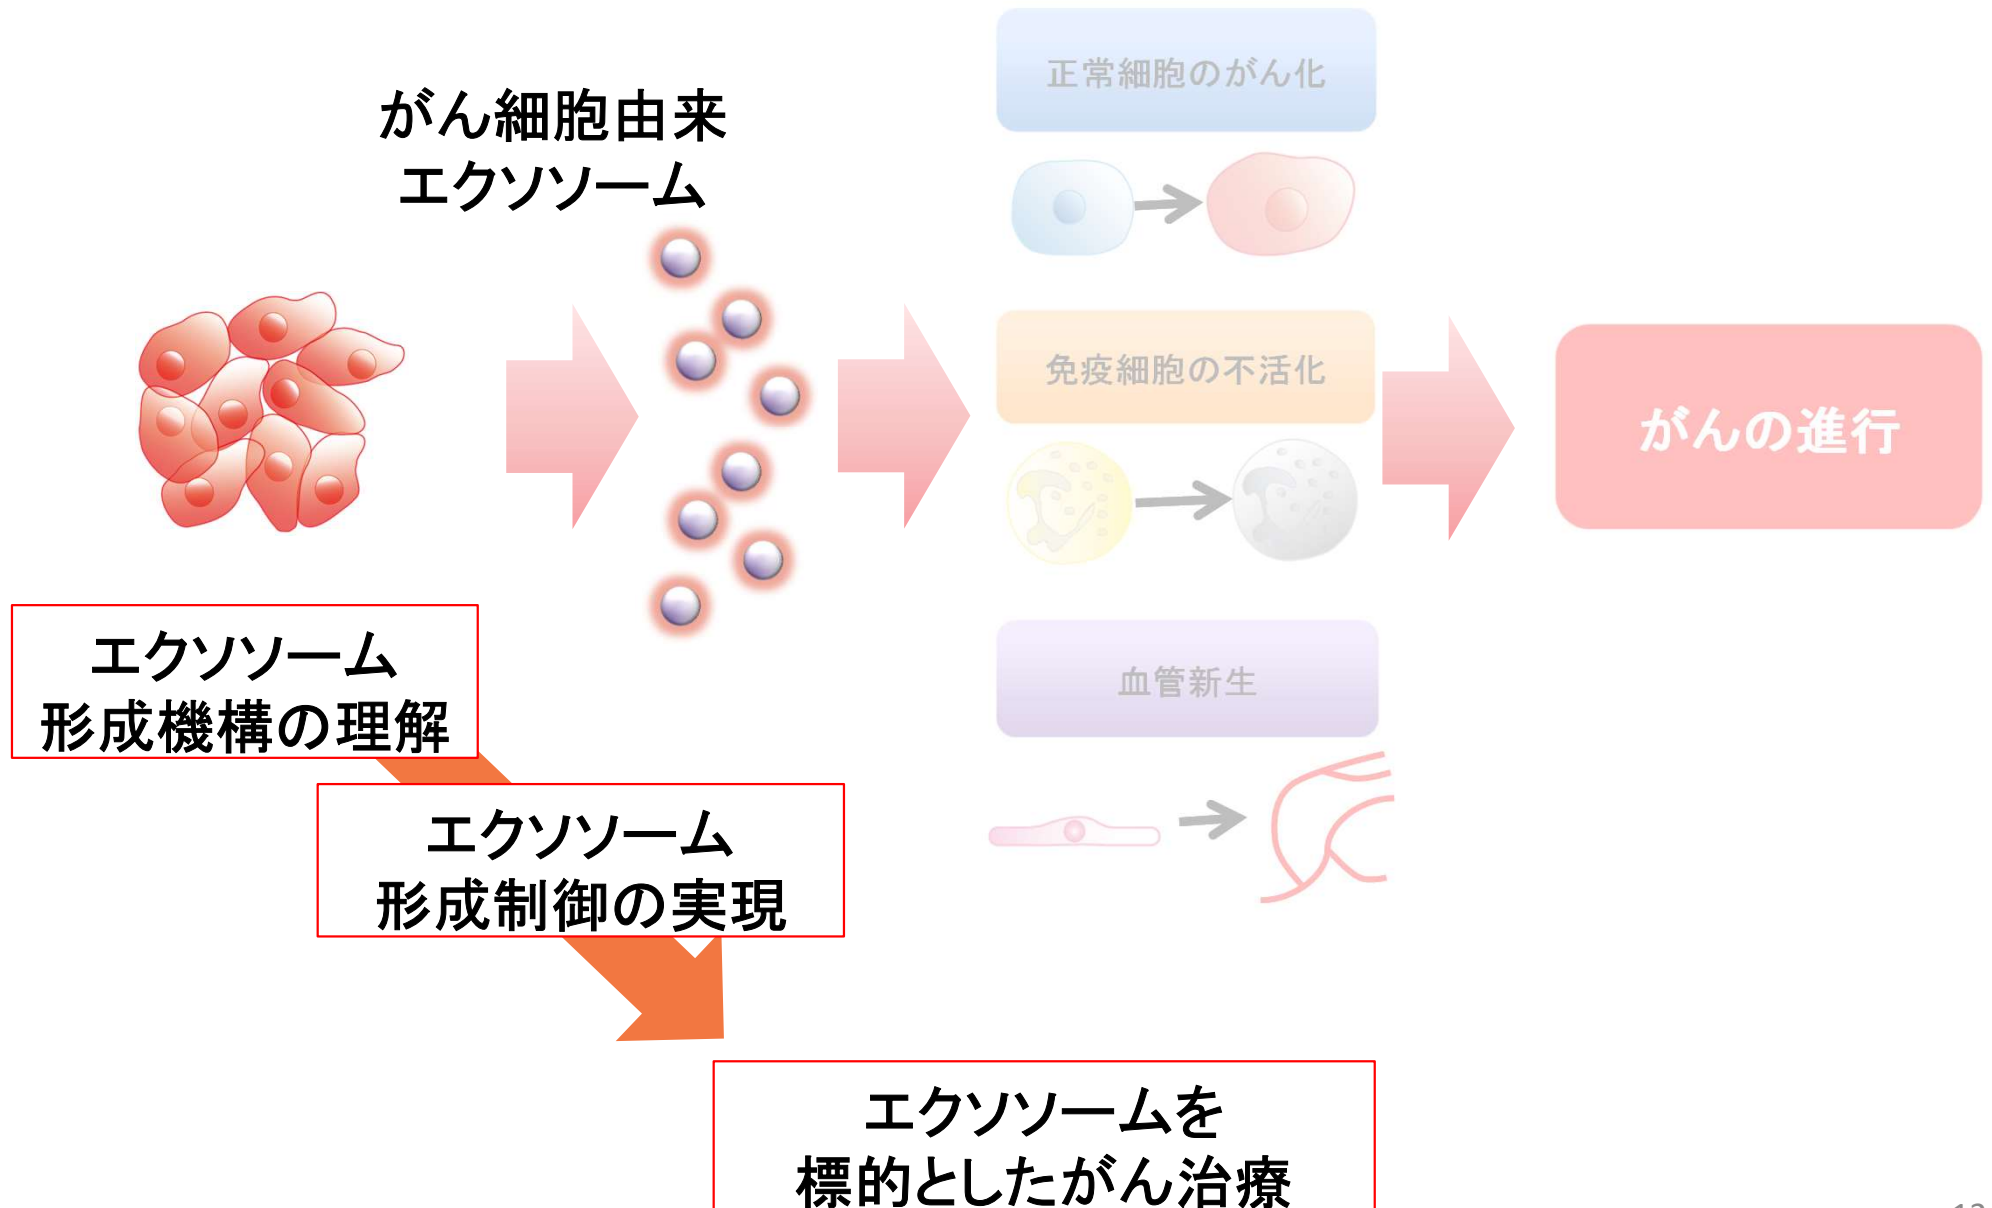 がん細胞由来
エクソソーム
正常細胞のがん化
免疫細胞の不活化
がんの進行
血管新生
エクソソーム
形成機構の理解
エクソソーム
形成制御の実現
エクソソームを
標的としたがん治療